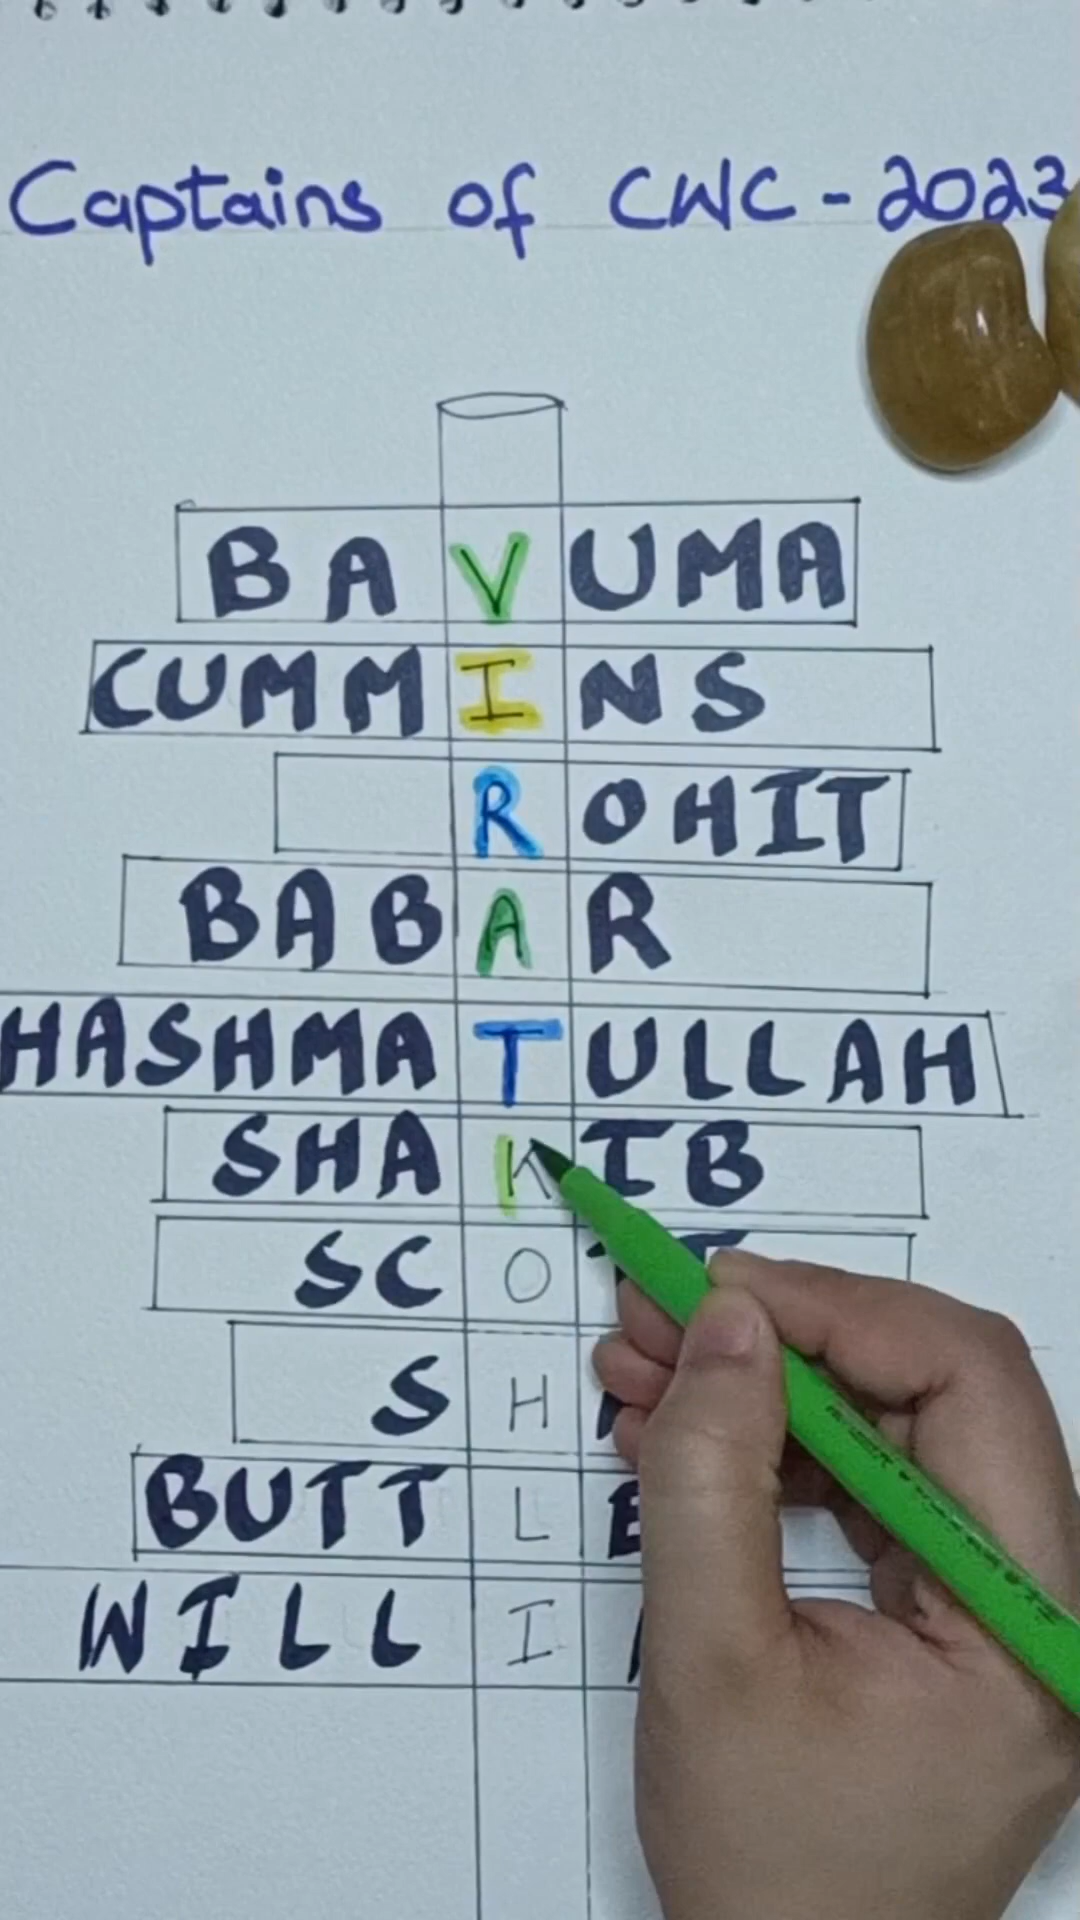 Captains of CWC - 2023
BAVUMA
CUMMINS
ROHIT
BABAR
HASHMATULLAH
SHAKIB
SCO
SH
BUTTL
WILLI